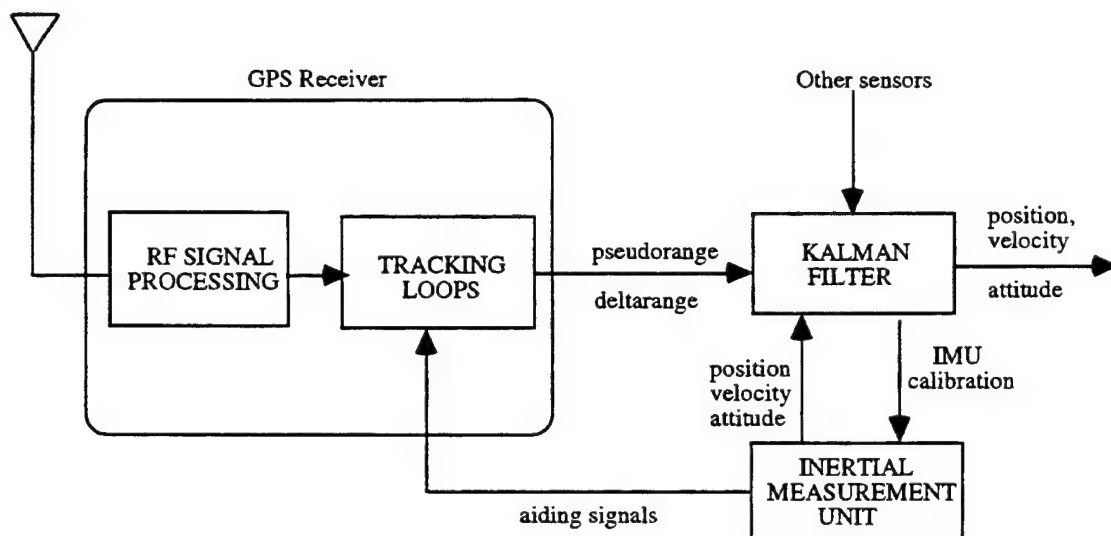 GPS Receiver
Other sensors
RF SIGNAL
PROCESSING
TRACKING
LOOPS
pseudorange
deltarange
KALMAN
FILTER
position,
velocity
attitude
position
velocity
attitude
IMU
calibration
INERTIAL
MEASUREMENT
UNIT
aiding signals